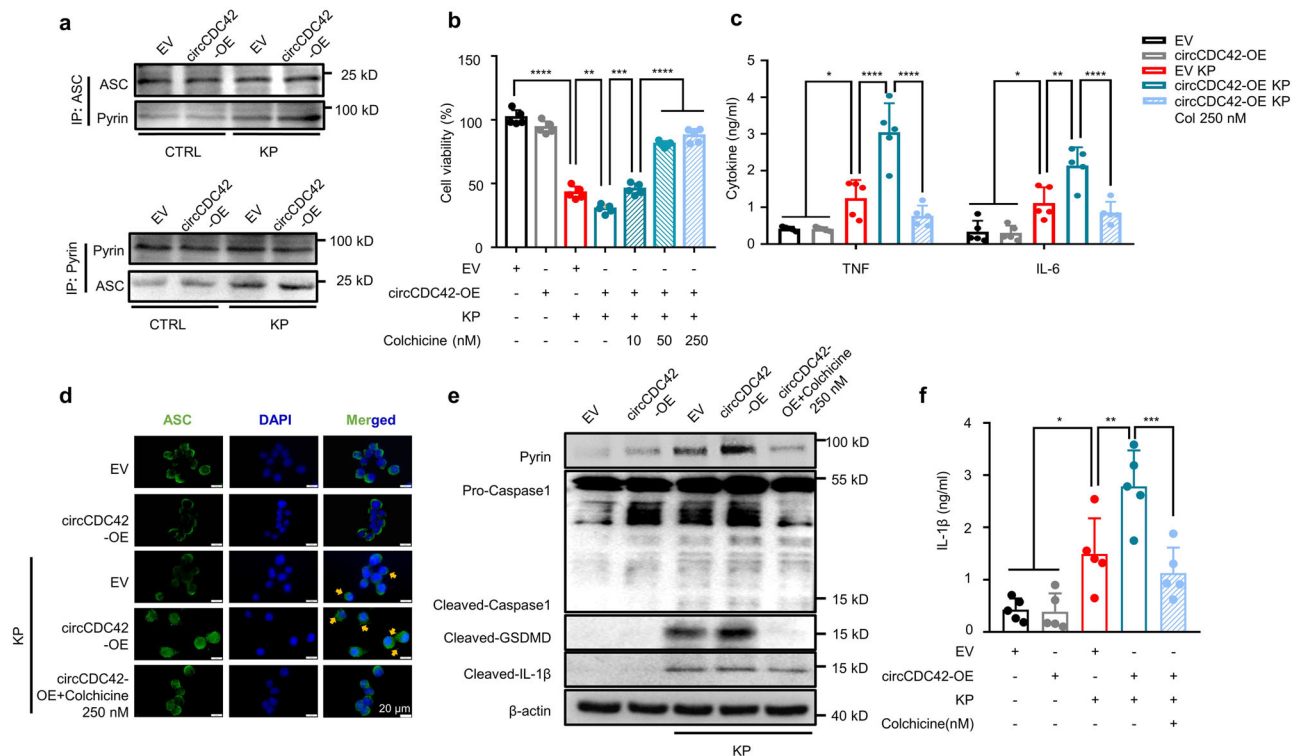 a
EV
circCDC42
-OE
EV
circCDC42
-OE
IP: ASC
ASC
25 kD
Pyrin
100 kD
CTRL
KP
EV
circCDC42
-OE
EV
circCDC42
-OE
IP: Pyrin
Pyrin
100 kD
ASC
25 kD
CTRL
KP
b
Cell viability (%)
150
100
50
0
**** ** *** ****
EV + - + - - - -
circCDC42-OE - + - + + + +
KP - - + + + + +
Colchicine (nM) - - - - 10 50 250
c
Cytokine (ng/ml)
5
4
3
2
1
0
* **** **** * ** ****
TNF
IL-6
EV
circCDC42-OE
EV KP
circCDC42-OE KP
circCDC42-OE KP
Col 250 nM
d
ASC
DAPI
Merged
EV
circCDC42
-OE
KP
EV
circCDC42
-OE
circCDC42-
OE+Colchicine
250 nM
20 μm
e
EV
circCDC42
-OE
EV
circCDC42
-OE
circCDC42-
OE+Colchicine
250 nM
Pyrin
100 kD
Pro-Caspase1
55 kD
Cleaved-Caspase1
15 kD
Cleaved-GSDMD
15 kD
Cleaved-IL-1β
15 kD
β-actin
40 kD
KP
f
IL-1β (ng/ml)
5
4
3
2
1
0
* ** ***
EV + - + - -
circCDC42-OE - + - + +
KP - - + + +
Colchicine(nM) - - - - +